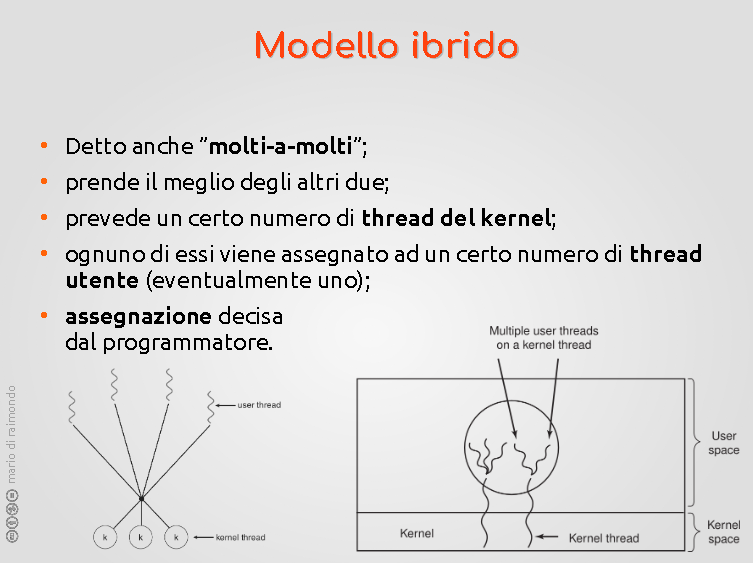 Modello ibrido
• Detto anche “molti-a-molti”;
• prende il meglio degli altri due;
• prevede un certo numero di thread del kernel;
• ognuno di essi viene assegnato ad un certo numero di thread
utente (eventualmente uno);
• assegnazione decisa
dal programmatore.
Multiple user threads
on a kernel thread
user thread
User
space
k k k
kernel thread
Kernel
Kernel thread
Kernel
space
mario di raimondo